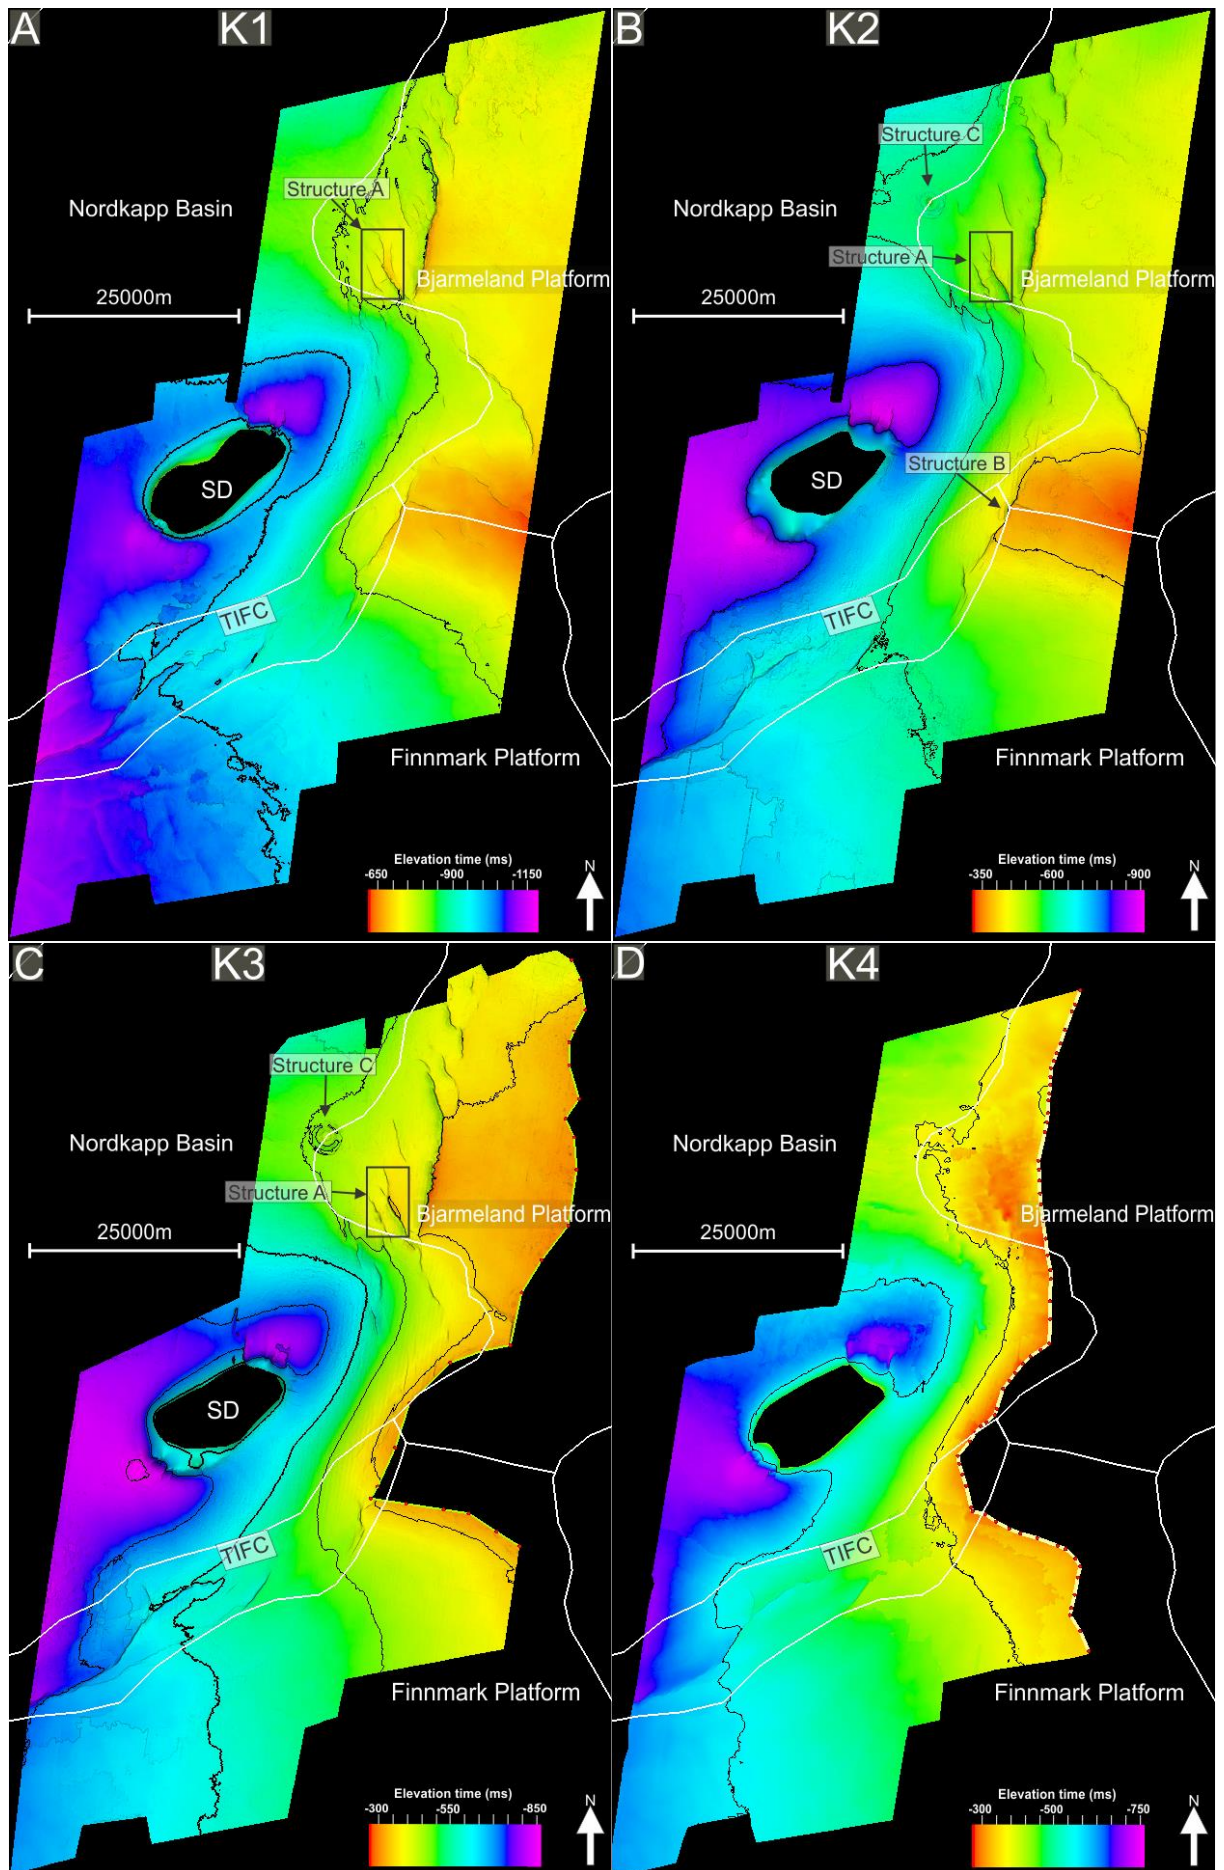 A
K1
Structure A
Nordkapp Basin
Bjarmeland Platform
25000m
SD
TIFC
Finnmark Platform
Elevation time (ms)
-650 -900 -1150
N
B
K2
Structure C
Nordkapp Basin
Structure A
Bjarmeland Platform
25000m
Structure B
SD
TIFC
Finnmark Platform
Elevation time (ms)
-350 -600 -900
N
C
K3
Structure C
Nordkapp Basin
Structure A
Bjarmeland Platform
25000m
SD
TIFC
Finnmark Platform
Elevation time (ms)
-300 -550 -850
N
D
K4
Nordkapp Basin
Bjarmeland Platform
25000m
TIFC
Finnmark Platform
Elevation time (ms)
-300 -500 -750
N